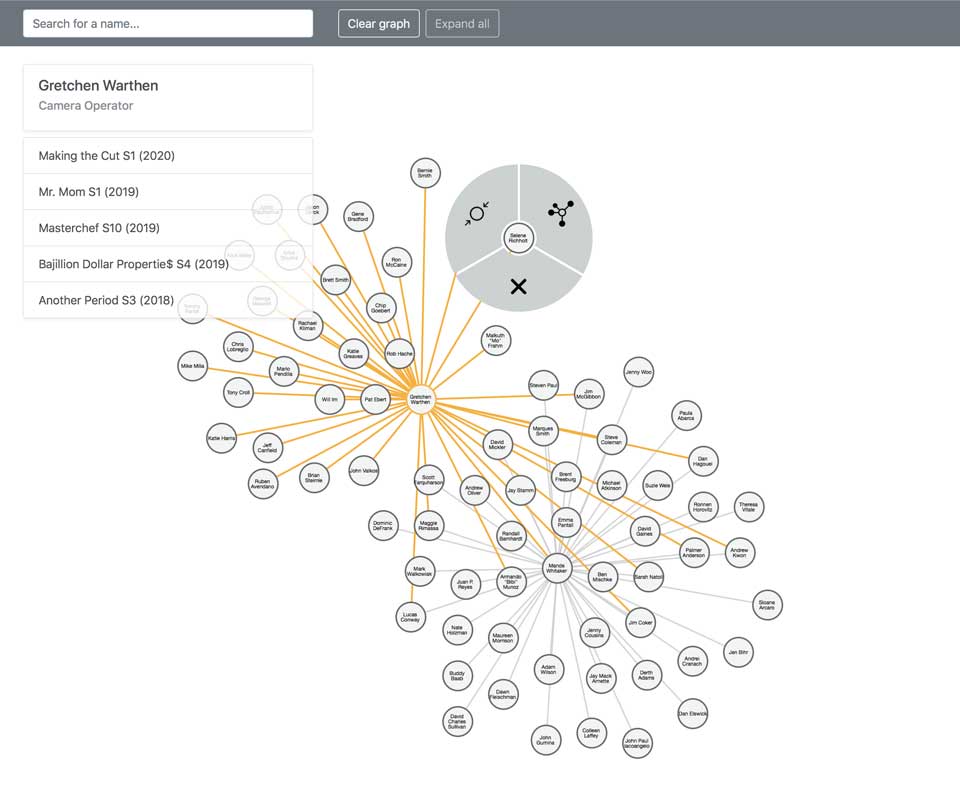 Search for a name...
Clear graph
Expand all
Gretchen Warthen
Camera Operator
Making the Cut S1 (2020)
Mr. Mom S1 (2019)
Masterchef S10 (2019)
Bajillion Dollar Propertie$ S4 (2019)
Another Period S3 (2018)
Bernie
Smith
Gene
Bradford
Selene
Richholt
Ron
McCaine
Brett Smith
Chip
Goebert
Rachael
Kliman
Katie
Greaves
Rob Hache
Malkuth
"Mo"
Frahm
Chris
Lobreglio
Mike Mila
Mario
Pendilla
Tony Croll
Will Im
Pat Ebert
Gretchen
Warthen
Steven Paul
Jon
McGibbon
Jenny Woo
Paula
Abarca
Katie Harris
Jeff
Canfield
David
Mickler
Marques
Smith
Steve
Coleman
Dan
Hagouel
Ruben
Avendano
Brian
Steimle
John Valkos
Scott
Farquharson
Andrew
Oliver
Jay Stamm
Brent
Freeburg
Michael
Atkinson
Suzie Weis
Ronnen
Horovitz
Theresa
Vitale
Dominic
DeFrank
Maggie
Rimassa
Randall
Bernhardt
Emma
Pantall
David
Gaines
Palmer
Anderson
Andrew
Kwon
Mark
Walkowiak
Juan P.
Reyes
Armando
"Bibi"
Munoz
Mande
Whitaker
Ben
Mischke
Sarah Natoli
Lucas
Conway
Nate
Holzman
Maureen
Morrison
Jenny
Cousins
Jim Coker
Sloane
Arcaro
Buddy
Baab
Dawn
Fleischman
Adam
Wilson
Jay Mack
Arnette
Derth
Adams
Andrei
Cranach
Jen Bihr
David
Charles
Sullivan
John
Gumina
Colleen
Laffey
John Paul
Iacoangelo
Dan Elswick